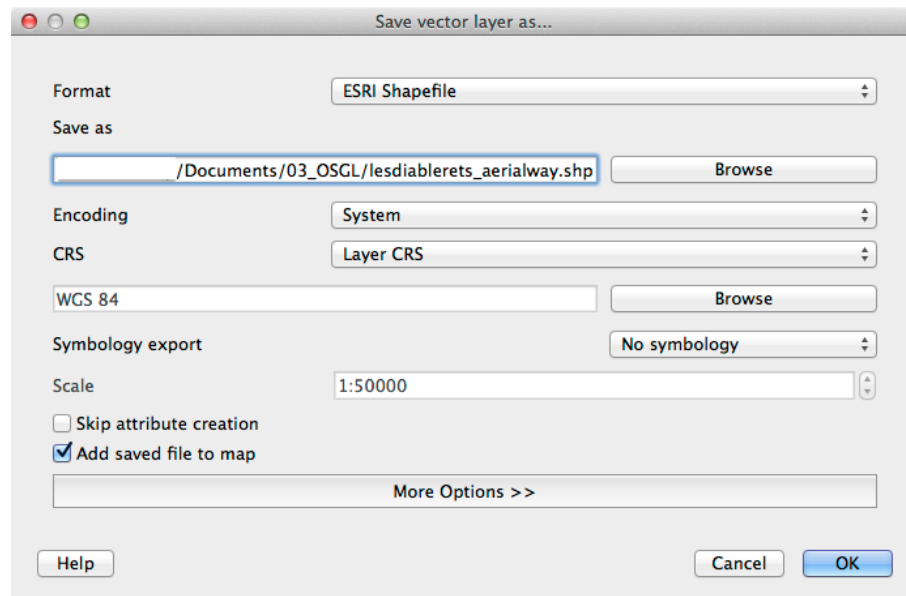 Save vector layer as...
Format ESRI Shapefile
Save as
/Documents/03_OSGL/lesdiablerets_aerialway.shp Browse
Encoding System
CRS Layer CRS
WGS 84 Browse
Symbology export No symbology
Scale 1:50000
Skip attribute creation
Add saved file to map
More Options >>
Help Cancel OK